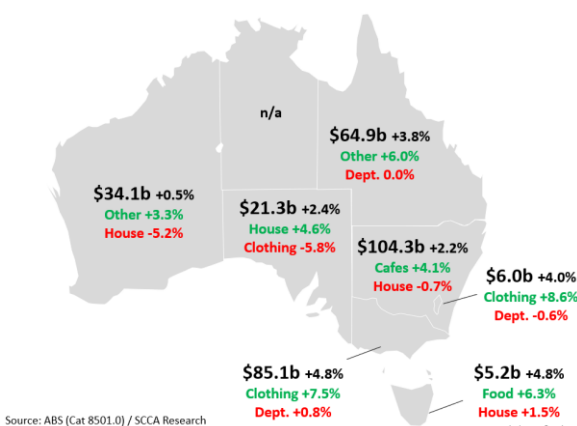 n/a
$64.9b +3.8%
Other +6.0%
Dept. 0.0%
$34.1b +0.5%
Other +3.3%
House -5.2%
$21.3b +2.4%
House +4.6%
Clothing -5.8%
$104.3b +2.2%
Cafes +4.1%
House -0.7%
$6.0b +4.0%
Clothing +8.6%
Dept. -0.6%
$85.1b +4.8%
Clothing +7.5%
Dept. +0.8%
$5.2b +4.8%
Food +6.3%
House +1.5%
Source: ABS (Cat 8501.0) / SCCA Research